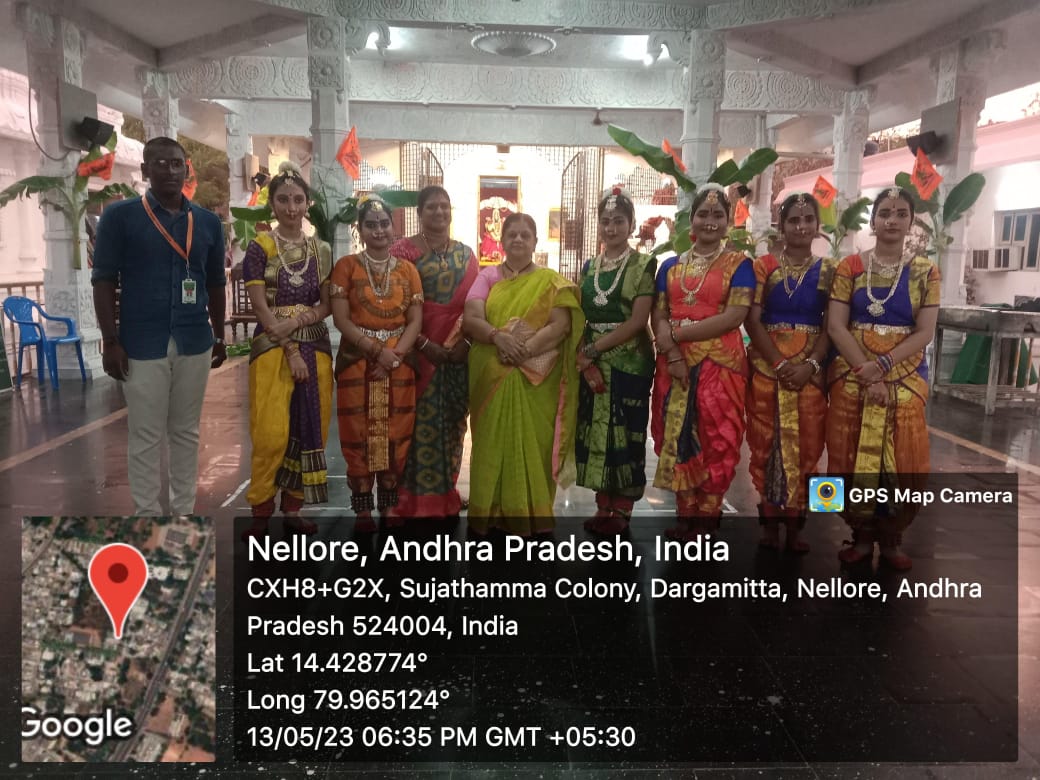 GPS Map Camera
Nellore, Andhra Pradesh, India
CXH8+G2X, Sujathamma Colony, Dargamitta, Nellore, Andhra
Pradesh 524004, India
Lat 14.428774°
Long 79.965124°
13/05/23 06:35 PM GMT +05:30
Google